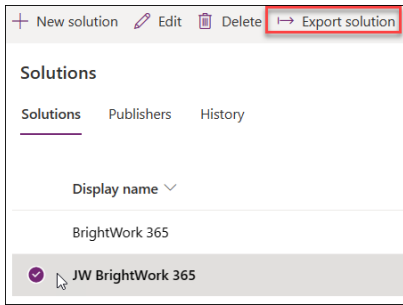 New solution Edit Delete Export solution
Solutions
Solutions Publishers History
Display name
BrightWork 365
JW BrightWork 365